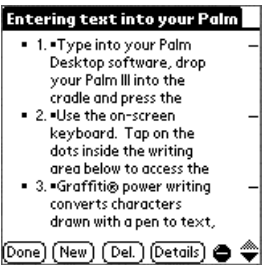 Entering text into your Palm
▪ 1. ▪Type into your Palm
Desktop software, drop
your Palm III into the
cradle and press the
▪ 2. ▪Use the on-screen
keyboard. Tap on the
dots inside the writing
area below to access the
▪ 3. ▪Graffiti® power writing
converts characters
drawn with a pen to text,
Done New Del. Details